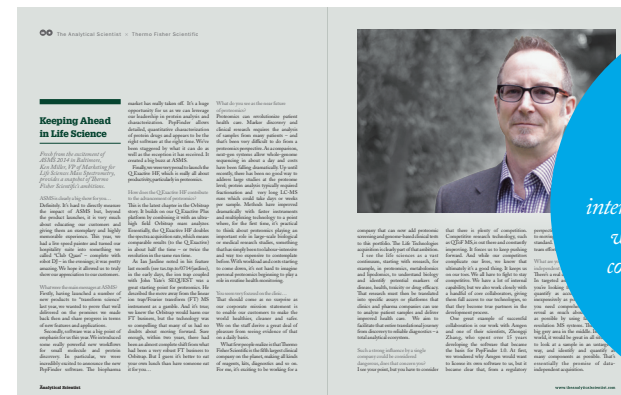 The Analytical Scientist × Thermo Fisher Scientific
Keeping Ahead
in Life Science
Fresh from the excitement of
ASMS 2014 in Baltimore,
Ken Miller, VP of Marketing for
Life Sciences Mass Spectrometry,
provides a snapshot of Thermo
Fisher Scientific's ambitions.
ASMS is clearly a big show for you...
Definitely. It's hard to directly measure
the impact of it but, beyond
the product launches, it is very much
about educating our customers and
giving them an exemplary and highly
memorable experience. This year, we
had a live speed painter and turned our
hospitality suite into something we
called "Club Quan" – complete with
robot DJ – in the evenings; it was pretty
amazing. We hope it allowed us to truly
show our appreciation to our customers.
What were the main messages at ASMS?
Firstly, having launched a number of
new products to "transform science"
last year, we wanted to prove that we'd
delivered on the promises we made
back then and show progress in terms
of new features and applications.
Secondly, software was a big point of
emphasis for us this year. We introduced
some really powerful new workflows
for small molecule and protein
discovery. In particular, we were
incredibly excited to announce the new
PepFinder software. The biopharma
market has really taken off. It's a huge
opportunity for us as we can leverage
our leadership in protein analysis and
characterization. PepFinder allows
detailed, quantitative characterization
of protein drugs and appears to be the
right software at the right time. We've
been staggered by what it can do as
well as the reception it has received. It
created a big buzz at ASMS.
Finally, we were very proud to launch the
Q Exactive HF, which is really all about
productivity, particularly in proteomics.
How does the Q Exactive HF contribute
to the advancement of proteomics?
This is the latest chapter in the Orbitrap
story. It builds on our Q Exactive Plus
platform by combining it with an ultra-
high field Orbitrap mass analyzer.
Essentially, the Q Exactive HF doubles
the spectra acquisition rate, which means
comparable results (to the Q Exactive)
in about half the time – or twice the
resolution in the same run time.
As Ian Jardine noted in his feature
last month (see tas.txp.to/0714/jardine),
in the early days, the ion trap coupled
with John Yate's SEQUEST was a
great starting point for proteomics. He
described the move away from the linear
ion trap/Fourier transform (FT) MS
instrument as a gamble. And it's true;
we knew the Orbitrap would harm our
FT business, but the technology was
so compelling that many of us had no
doubts about moving forward. Sure
enough, within two years, there had
been an almost complete shift from what
had been a very robust FT business to
Orbitrap. But I guess it's better to eat
your own lunch than have someone eat
it for you...
What do you see as the near future
of proteomics?
Proteomics can revolutionize patient
health care. Marker discovery and
clinical research requires the analysis
of samples from many patients – and
that's been very difficult to do from a
proteomics perspective. As a comparison,
next-gen systems allow whole-genome
sequencing in about a day and costs
have been falling dramatically. Up until
recently, there has been no good way to
address large studies at the proteome
level; protein analysis typically required
fractionation and very long LC-MS
runs which could take days or weeks
per sample. Methods have improved
dramatically with faster instruments
and multiplexing technology to a point
where, for the first time, it's practical
to think about proteomics playing an
important role in large-scale biological
or medical research studies, something
that has simply been too labour-intensive
and way too expensive to contemplate
before. With workload and costs starting
to come down, it's not hard to imagine
personal proteomics beginning to play a
role in routine health monitoring.
You seem very focused on the clinic...
That should come as no surprise as
our corporate mission statement is
to enable our customers to make the
world healthier, cleaner and safer.
We on the staff derive a great deal of
pleasure from seeing evidence of that
on a daily basis.
What few people realize is that Thermo
Fisher Scientific is the fifth largest clinical
company on the planet, making all kinds
of reagents, kits, diagnostics and so on.
For me, it's exciting to be working for a
company that can now add proteomic
screening and genome-based clinical tests
to this portfolio. The Life Technologies
acquisition is clearly part of that ambition.
I see the life sciences as a vast
continuum, starting with research, for
example, in proteomics, metabolomics
and lipidomics, to understand biology
and identify potential markers of
disease, health, toxicity or drug efficacy.
That research must then be translated
into specific assays or platforms that
clinics and pharma companies can use
to analyze patient samples and deliver
improved health care. We aim to
facilitate that entire translational journey
from discovery to reliable diagnostics – a
total analytical ecosystem.
Such a strong influence by a single
company could be considered
dangerous, does that concern you?
I see your point, but you have to consider
that there is plenty of competition.
Competitive research technology, such
as QTOF MS, is out there and constantly
improving. It forces us to keep pushing
forward. And while our competitors
complicate our lives, we know that
ultimately it's a good thing. It keeps us
on our toes. We all have to fight to stay
competitive. We have a lot of internal
capability, but we also work closely with
a handful of core collaborators, giving
them full access to our technologies, so
that they become true partners in the
development process.
One great example of successful
collaboration is our work with Amgen
and one of their scientists, Zhongqi
Zhang, who spent over 15 years
developing the software that became
the basis for PepFinder 1.0. At first,
we wondered why Amgen would want
to license its own software to us, but it
became clear that, from a regulatory
the Analytical Scientist
www.theanalyticalscientist.com